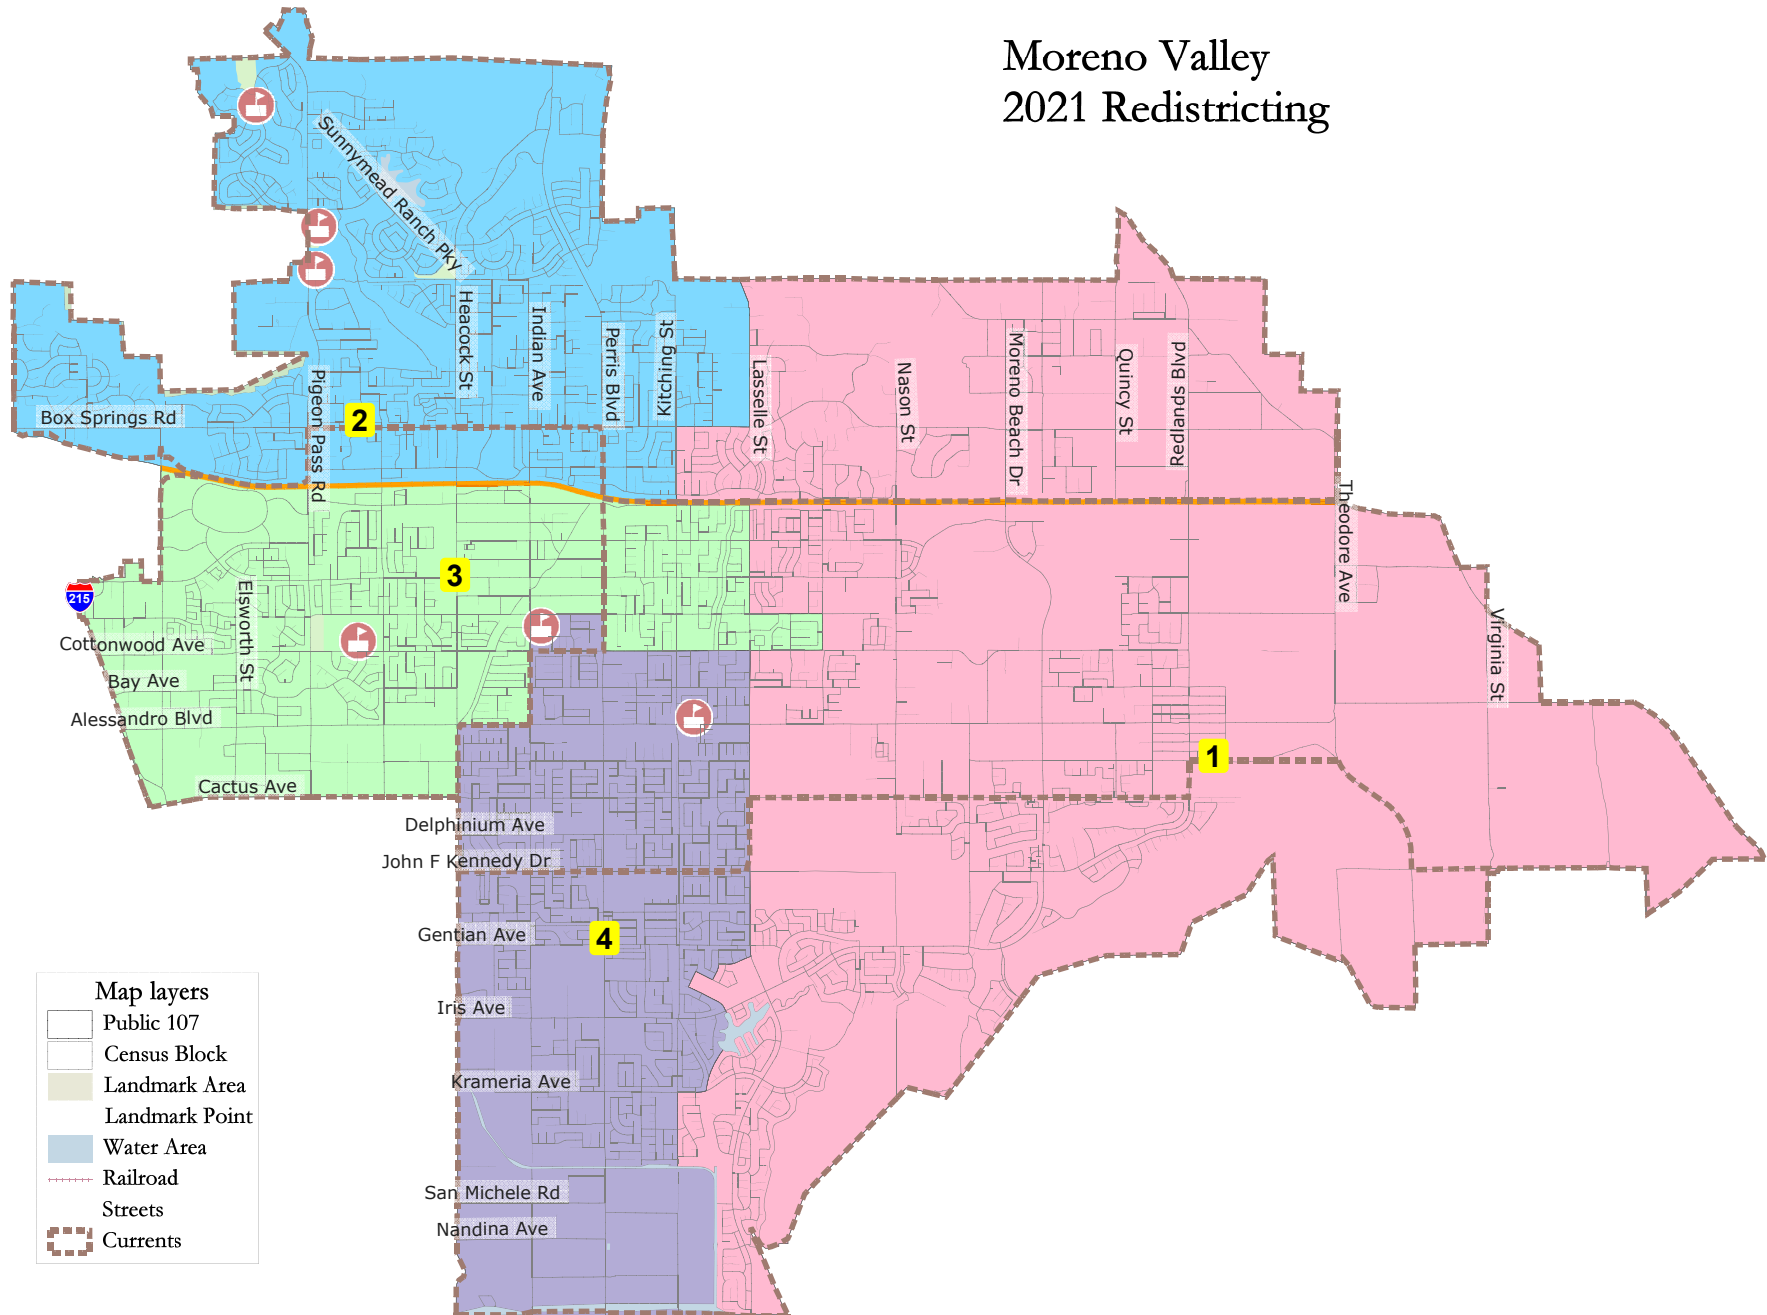 Moreno Valley
2021 Redistricting
Sunnymead Ranch Pky
Heacock St
Indian Ave
Perris Blvd
Kitching St
Pigeon Pass Rd
Lasselle St
Nason St
Moreno Beach Dr
Quincy St
Redlands Blvd
Theodore Ave
Virginia St
Box Springs Rd
2
3
215
Elsworth St
Cottonwood Ave
Bay Ave
Alessandro Blvd
1
Cactus Ave
Delphinium Ave
John F Kennedy Dr
Gentian Ave
4
Iris Ave
Krameria Ave
San Michele Rd
Nandina Ave
Map layers
Public 107
Census Block
Landmark Area
Landmark Point
Water Area
Railroad
Streets
Currents